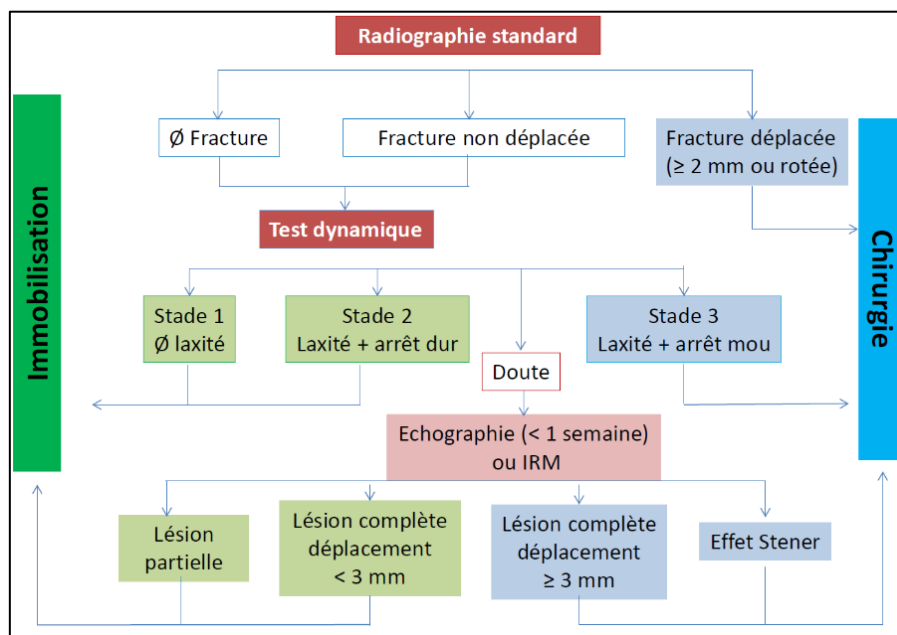 Radiographie standard
Immobilisation
Chirurgie
Ø Fracture
Fracture non déplacée
Fracture déplacée
(≥ 2 mm ou rotée)
Test dynamique
Stade 1
Ø laxité
Stade 2
Laxité + arrêt dur
Stade 3
Laxité + arrêt mou
Doute
Echographie (< 1 semaine)
ou IRM
Lésion
partielle
Lésion complète
déplacement
< 3 mm
Lésion complète
déplacement
≥ 3 mm
Effet Stener